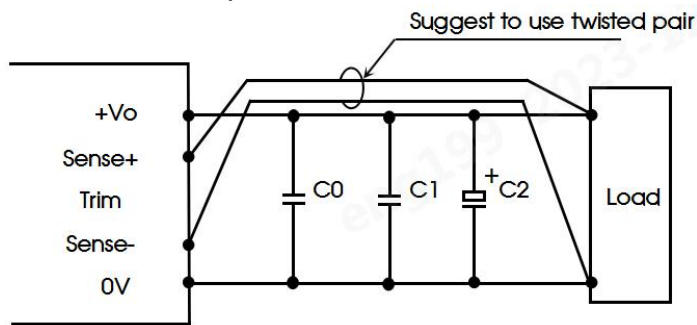 Suggest to use twisted pair
+Vo
Sense+
Trim
Sense-
0V
C0
C1
+
C2
Load